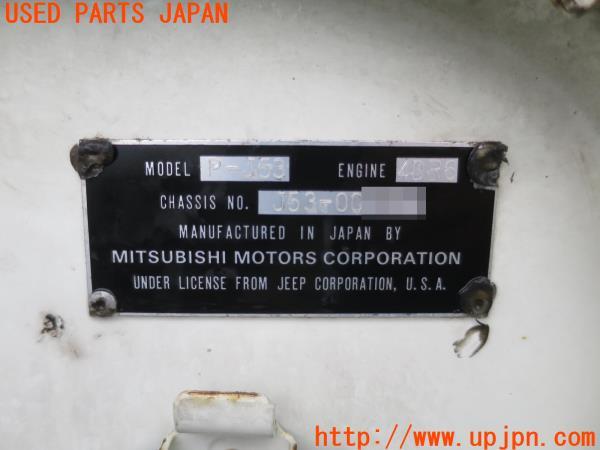 USED PARTS JAPAN
MODEL P-J53 ENGINE
CHASSIS NO. J53-00
MANUFACTURED IN JAPAN BY
MITSUBISHI MOTORS CORPORATION
UNDER LICENSE FROM JEEP CORPORATION, U.S.A.
http://www.upjpn.com